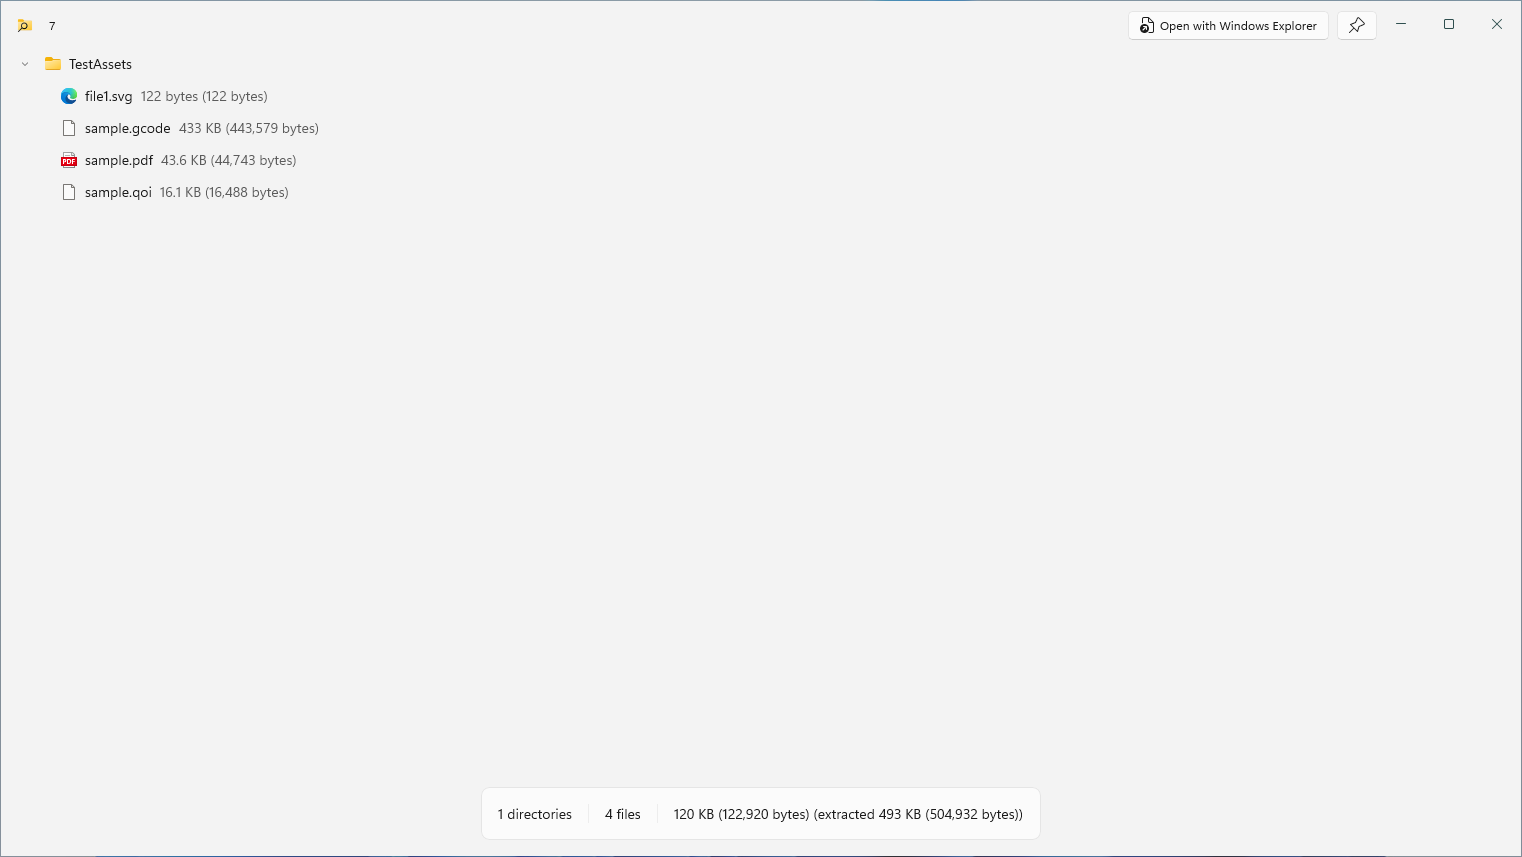 7
Open with Windows Explorer
TestAssets
file1.svg 122 bytes (122 bytes)
sample.gcode 433 KB (443,579 bytes)
PDF sample.pdf 43.6 KB (44,743 bytes)
sample.qoi 16.1 KB (16,488 bytes)
1 directories 4 files 120 KB (122,920 bytes) (extracted 493 KB (504,932 bytes))